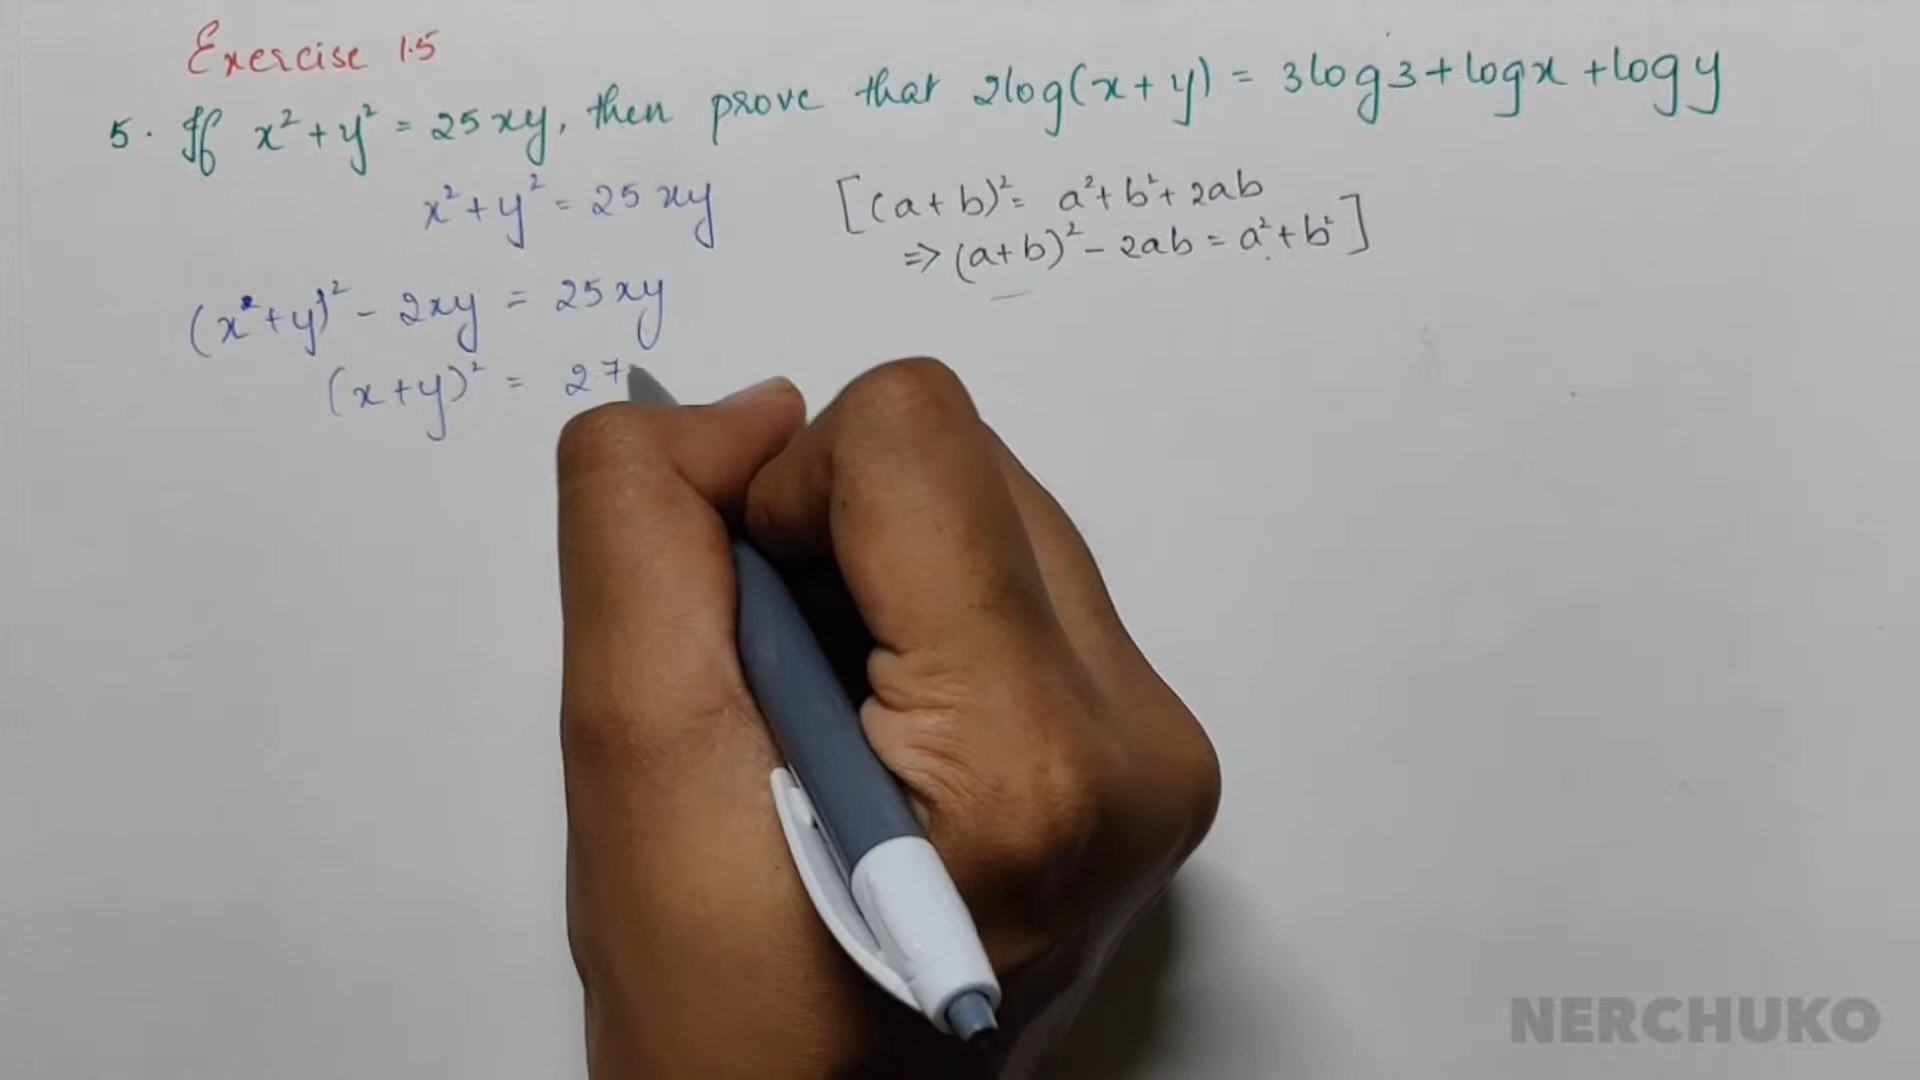 Exercise 1.5
5. If x² + y² = 25xy, then prove that 2log(x + y) = 3log3 + logx + logy
x² + y² = 25xy
[(a + b)² = a² + b² + 2ab
⇒ (a + b)² - 2ab = a² + b²]
(x² + y)² - 2xy = 25xy
(x + y)² = 27
NERCHUKO